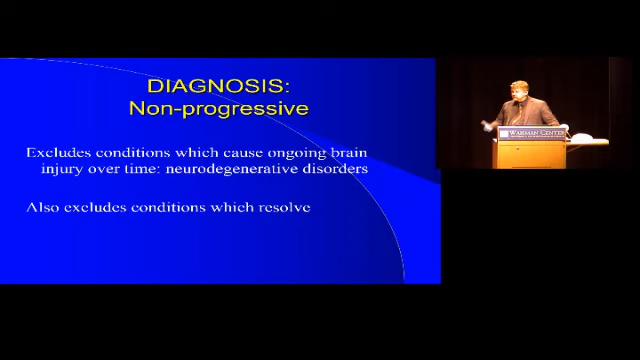 DIAGNOSIS:
Non-progressive
Excludes conditions which cause ongoing brain
injury over time: neurodegenerative disorders
Also excludes conditions which resolve
WAXMAN CENTER